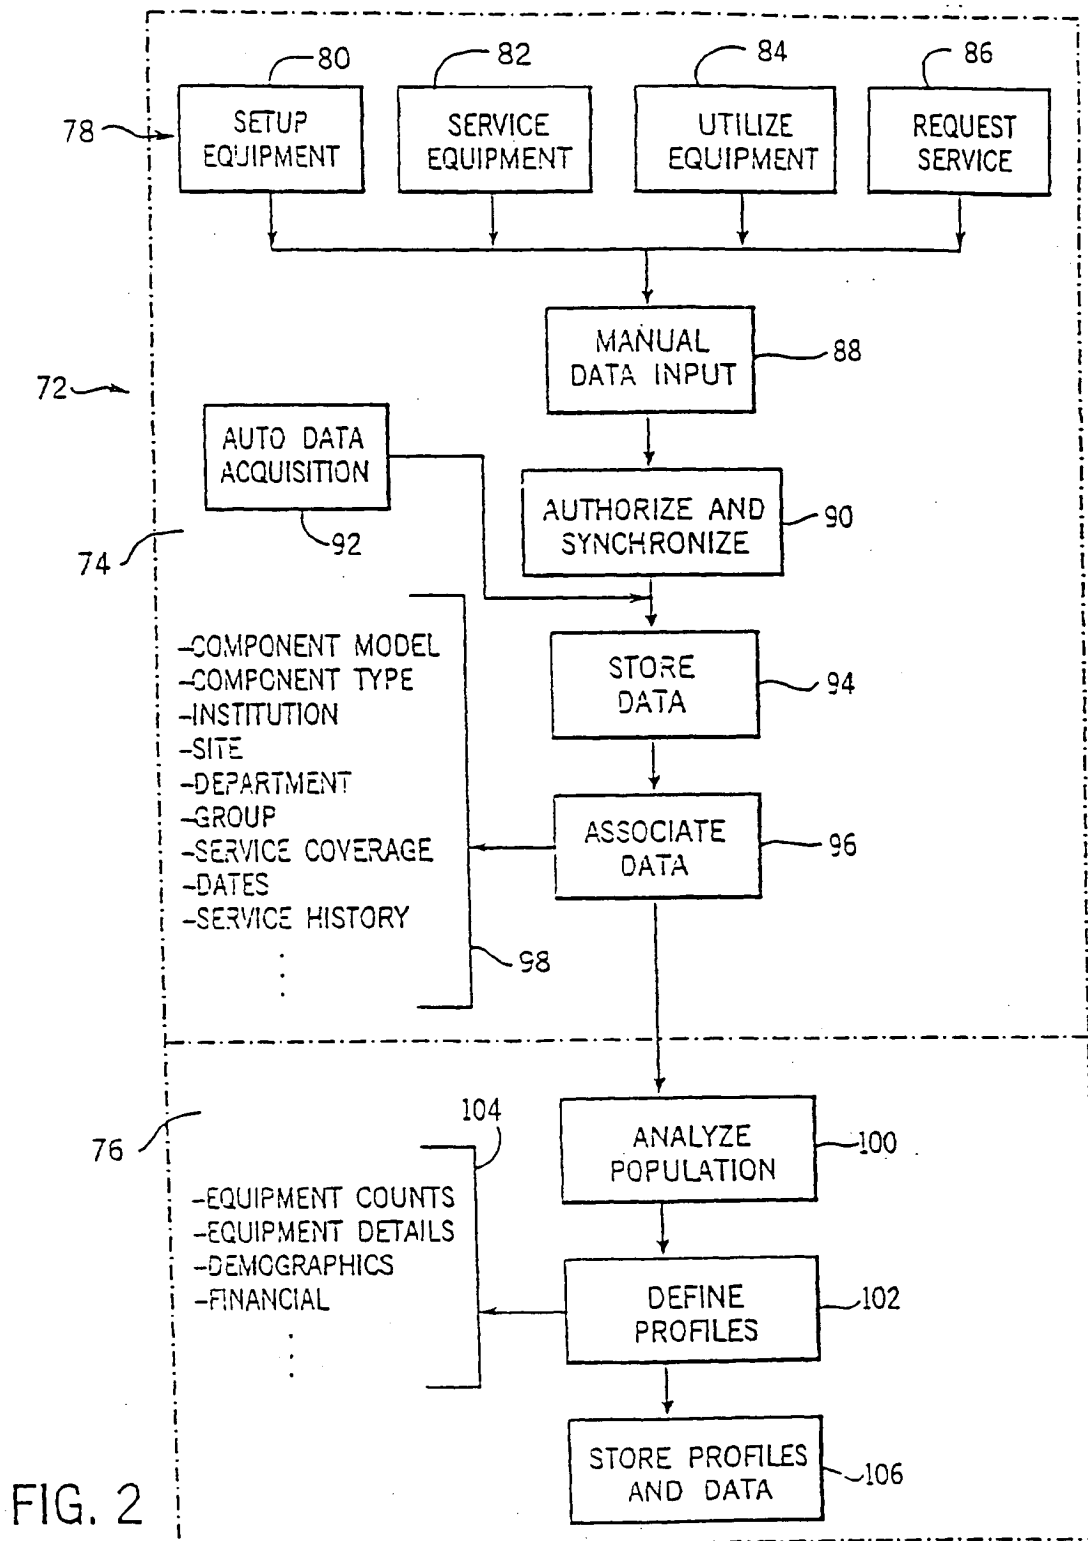 80
82
84
86
78
SETUP
EQUIPMENT
SERVICE
EQUIPMENT
UTILIZE
EQUIPMENT
REQUEST
SERVICE
MANUAL
DATA INPUT
88
72
AUTO DATA
ACQUISITION
92
AUTHORIZE AND
SYNCHRONIZE
90
74
-COMPONENT MODEL
-COMPONENT TYPE
-INSTITUTION
-SITE
-DEPARTMENT
-GROUP
-SERVICE COVERAGE
-DATES
-SERVICE HISTORY
98
STORE
DATA
94
ASSOCIATE
DATA
96
76
104
ANALYZE
POPULATION
100
-EQUIPMENT COUNTS
-EQUIPMENT DETAILS
-DEMOGRAPHICS
-FINANCIAL
DEFINE
PROFILES
102
STORE PROFILES
AND DATA
106
FIG. 2